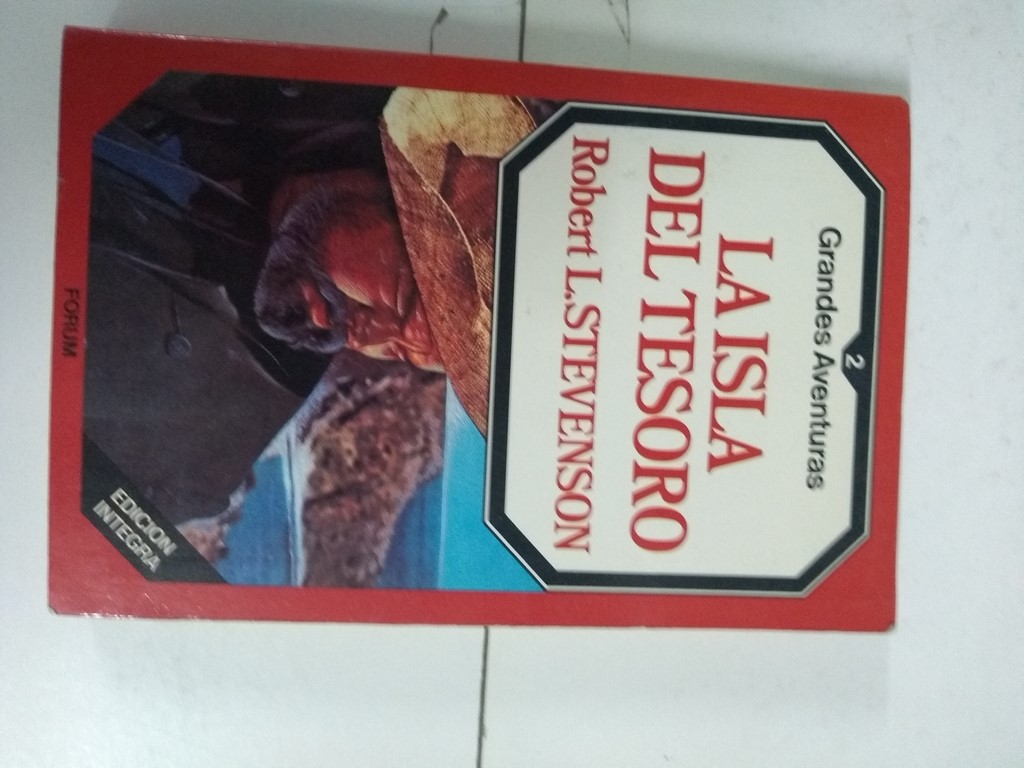 2
Grandes Aventuras
LA ISLA
DEL TESORO
Robert L. STEVENSON
EDICION
INTEGRA
FORUM